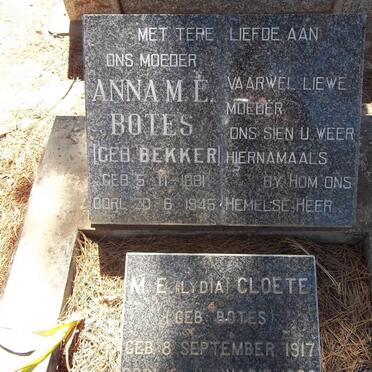 MET TERE LIEFDE AAN
ONS MOEDER
ANNA M. E.
BOTES
(GEB. BEKKER)
GEB. 5-11-1881
OORL. 20-6-1945
VAARWEL LIEWE
MOEDER
ONS SIEN U WEER
HIERNAMAALS
BY HOM ONS
HEMELSE HEER
M. E. (LYDIA) CLOETE
(GEB. BOTES)
GEB 8 SEPTEMBER 1917